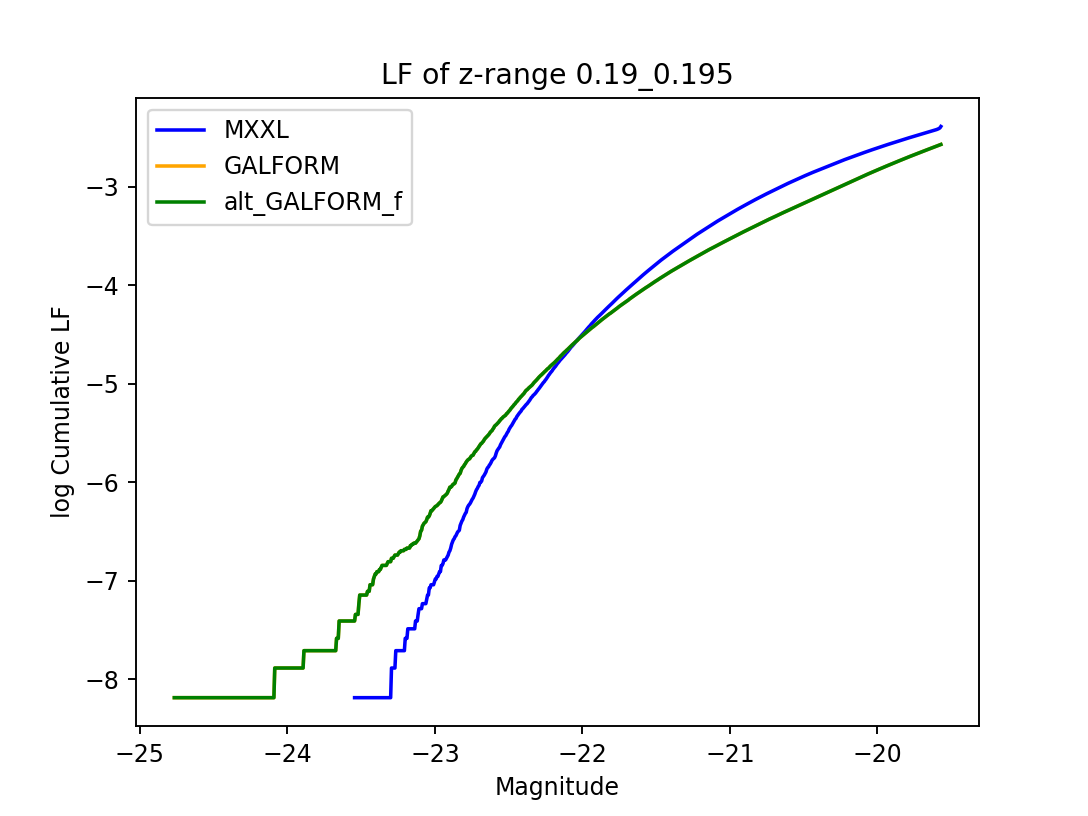 LF of z-range 0.19_0.195
MXXL
GALFORM
alt_GALFORM_f
−3
−4
−5
−6
−7
−8
log Cumulative LF
−25
−24
−23
−22
−21
−20
Magnitude